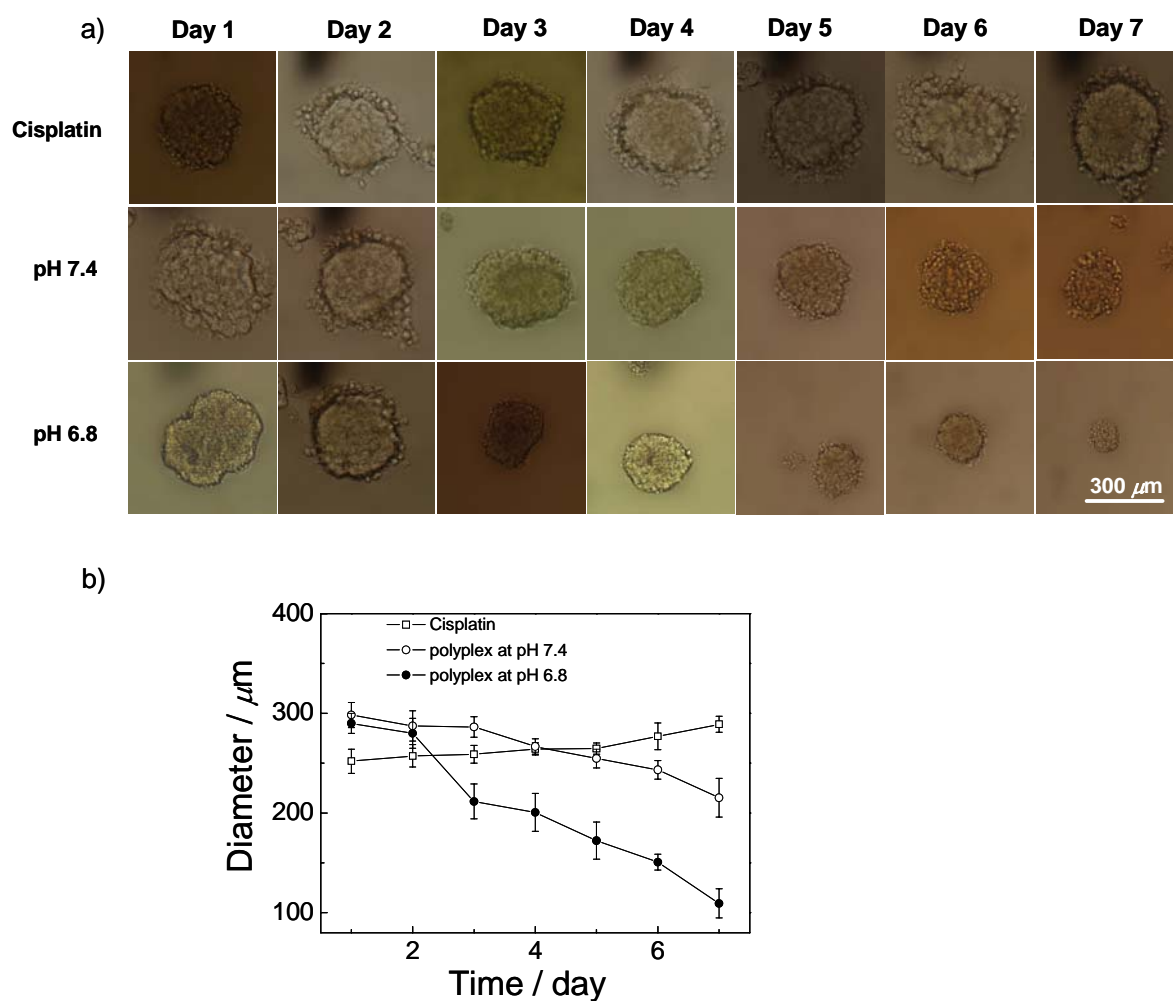 a)
Day 1 Day 2 Day 3 Day 4 Day 5 Day 6 Day 7
Cisplatin
pH 7.4
pH 6.8
300 μm
b)
400
300
200
100
Diameter / μm
Cisplatin
polyplex at pH 7.4
polyplex at pH 6.8
2 4 6
Time / day